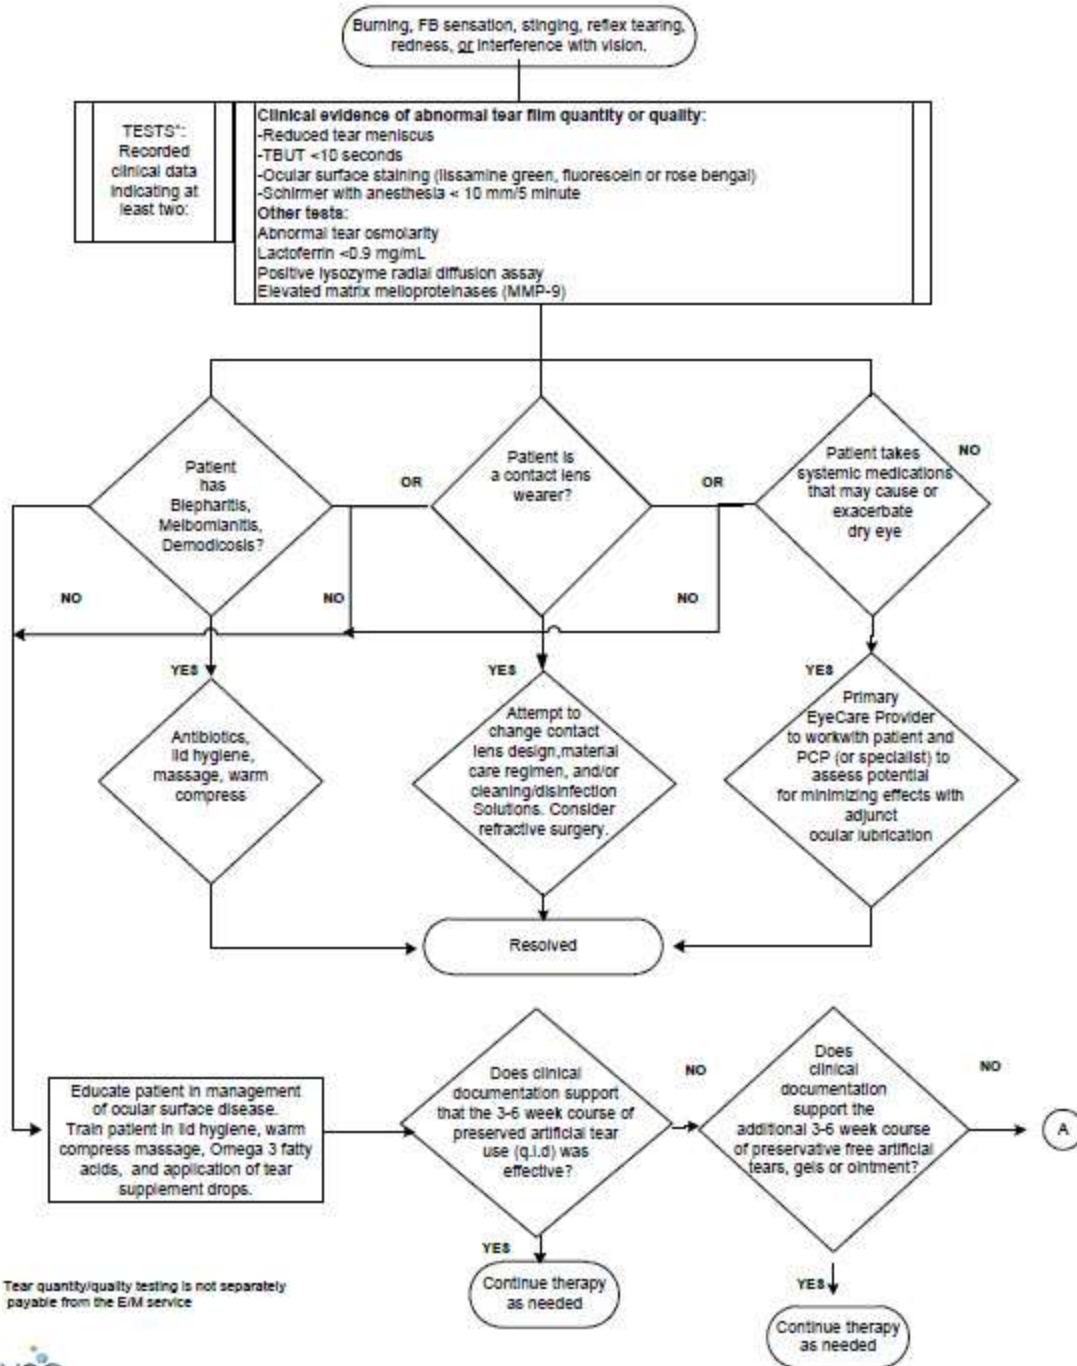 Burning, FB sensation, stinging, reflex tearing,
redness, or interference with vision.
TESTS*:
Recorded
clinical data
indicating at
least two:
Clinical evidence of abnormal tear film quantity or quality:
-Reduced tear meniscus
-TBUT <10 seconds
-Ocular surface staining (lissamine green, fluorescein or rose bengal)
-Schirmer with anesthesia < 10 mm/5 minute
Other tests:
Abnormal tear osmolarity
Lactoferrin <0.9 mg/mL
Positive lysozyme radial diffusion assay
Elevated matrix melloproteinases (MMP-9)
Patient
has
Blepharitis,
Meibomianitis,
Demodicosis?
OR
Patient is
a contact lens
wearer?
OR
Patient takes
systemic medications
that may cause or
exacerbate
dry eye
NO
NO
NO
NO
YES
YES
YES
Antibiotics,
lid hygiene,
massage, warm
compress
Attempt to
change contact
lens design,material
care regimen, and/or
cleaning/disinfection
Solutions. Consider
refractive surgery.
Primary
EyeCare Provider
to workwith patient and
PCP (or specialist) to
assess potential
for minimizing effects with
adjunct
ocular lubrication
Resolved
Educate patient in management
of ocular surface disease.
Train patient in lid hygiene, warm
compress massage, Omega 3 fatty
acids, and application of tear
supplement drops.
Does clinical
documentation support
that the 3-6 week course of
preserved artificial tear
use (q.i.d) was
effective?
NO
Does
clinical
documentation
support the
additional 3-6 week course
of preservative free artificial
tears, gels or ointment?
NO
A
YES
Continue therapy
as needed
YES
Continue therapy
as needed
Tear quantity/quality testing is not separately
payable from the E/M service